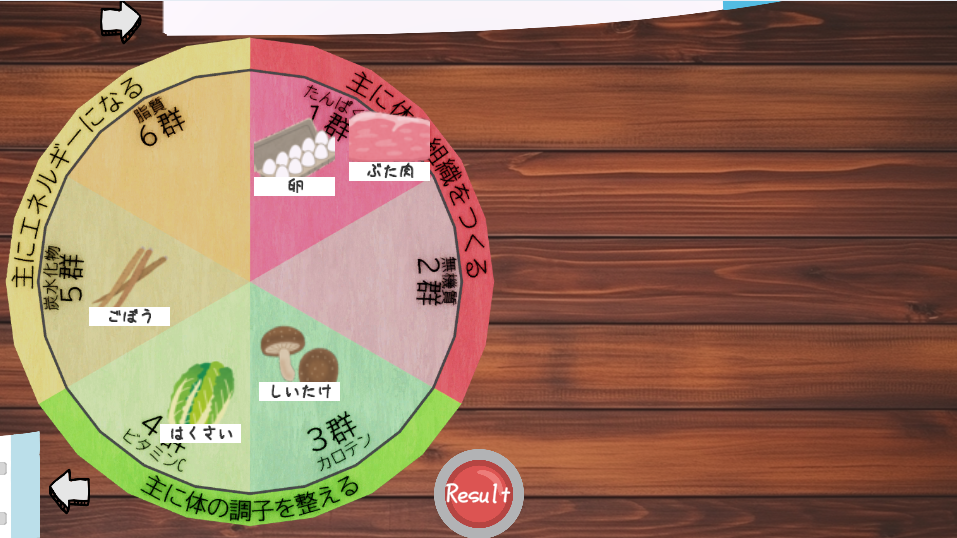 主にエネルギーになる
脂質
6群
たんぱく
1群
主に体
組織をつくる
卵
ぶた肉
無機質
2群
炭水化物
5群
ごぼう
しいたけ
はくさい
4
ビタミンC
3群
カロテン
主に体の調子を整える
Result